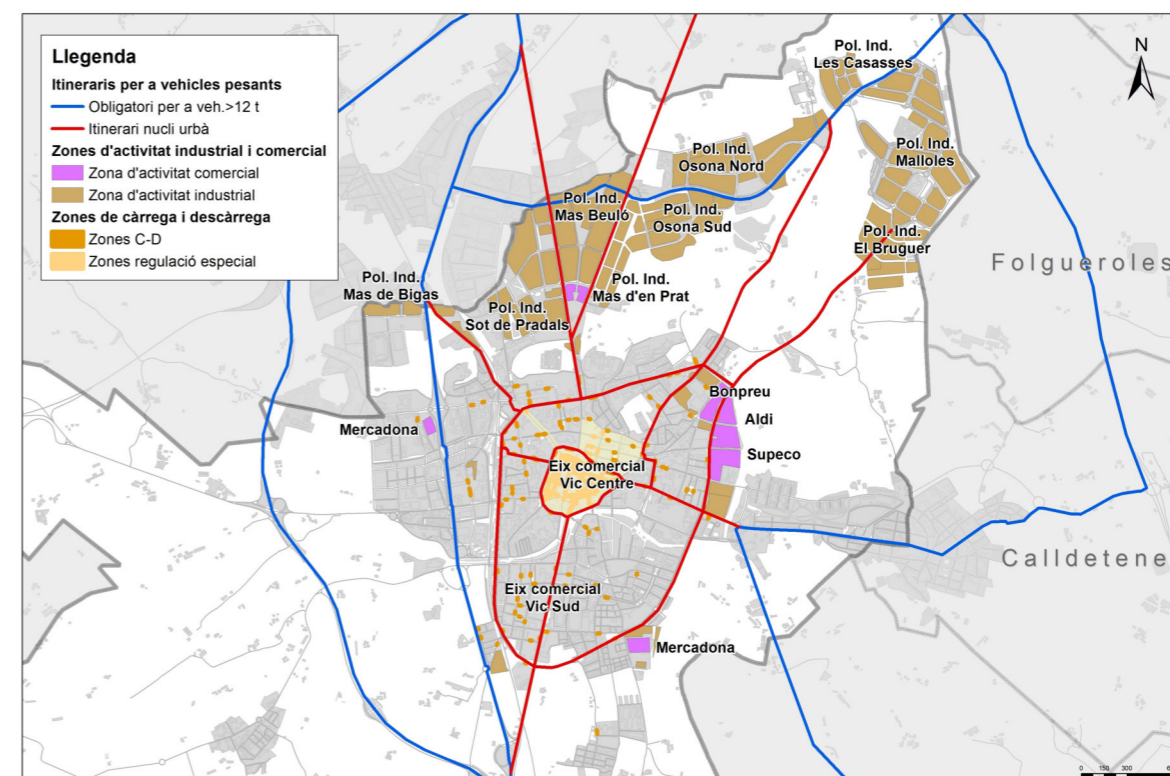 Llegenda
Itineraris per a vehicles pesants
Obligatori per a veh.>12 t
Itinerari nucli urbà
Zones d'activitat industrial i comercial
Zona d'activitat comercial
Zona d'activitat industrial
Zones de càrrega i descàrrega
Zones C-D
Zones regulació especial
N
Pol. Ind.
Les Casasses
Pol. Ind.
Osona Nord
Pol. Ind.
Malloles
Pol. Ind.
Mas Beuló
Pol. Ind.
Osona Sud
Pol. Ind.
El Bruguer
Folgueroles
Pol. Ind.
Mas de Bigas
Pol. Ind.
Mas d'en Prat
Pol. Ind.
Sot de Pradals
Bonpreu
Aldi
Mercadona
Supeco
Eix comercial
Vic Centre
Calldetene
Eix comercial
Vic Sud
Mercadona
0 150 300